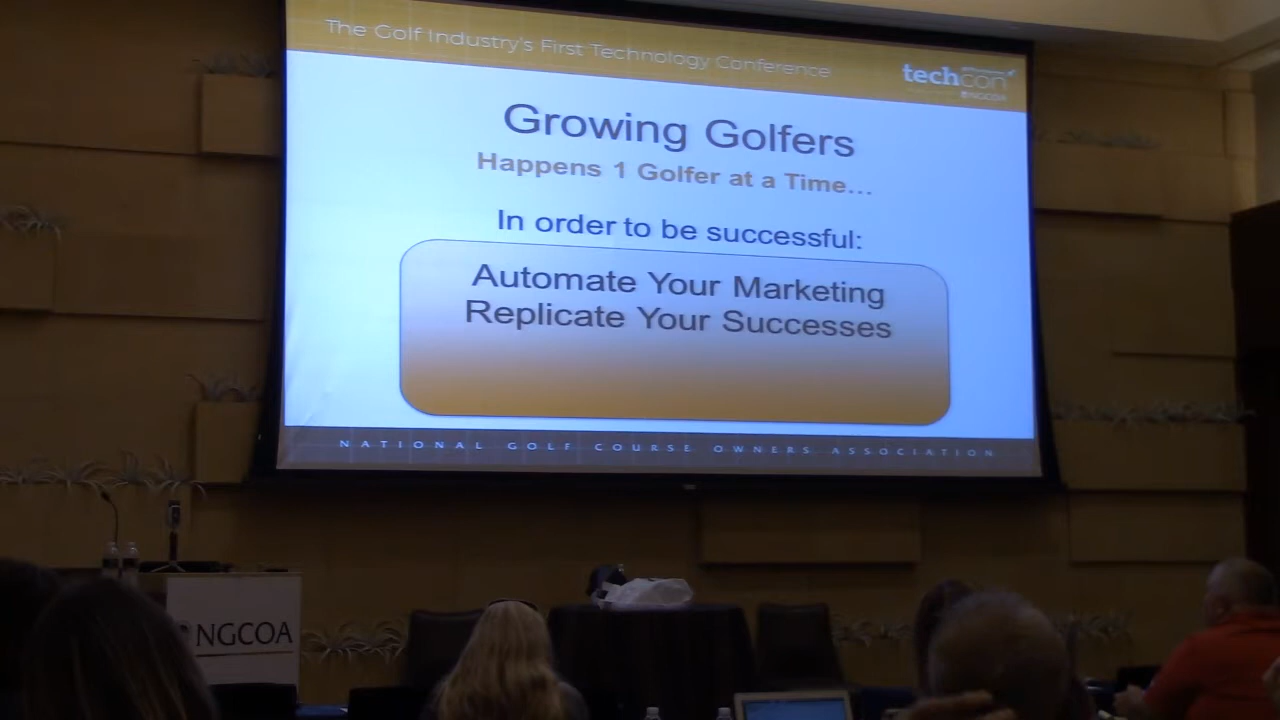 The Golf Industry's First Technology Conference
techcon
NGCOA
Growing Golfers
Happens 1 Golfer at a Time...
In order to be successful:
Automate Your Marketing
Replicate Your Successes
NATIONAL GOLF COURSE OWNERS ASSOCIATION
NGCOA